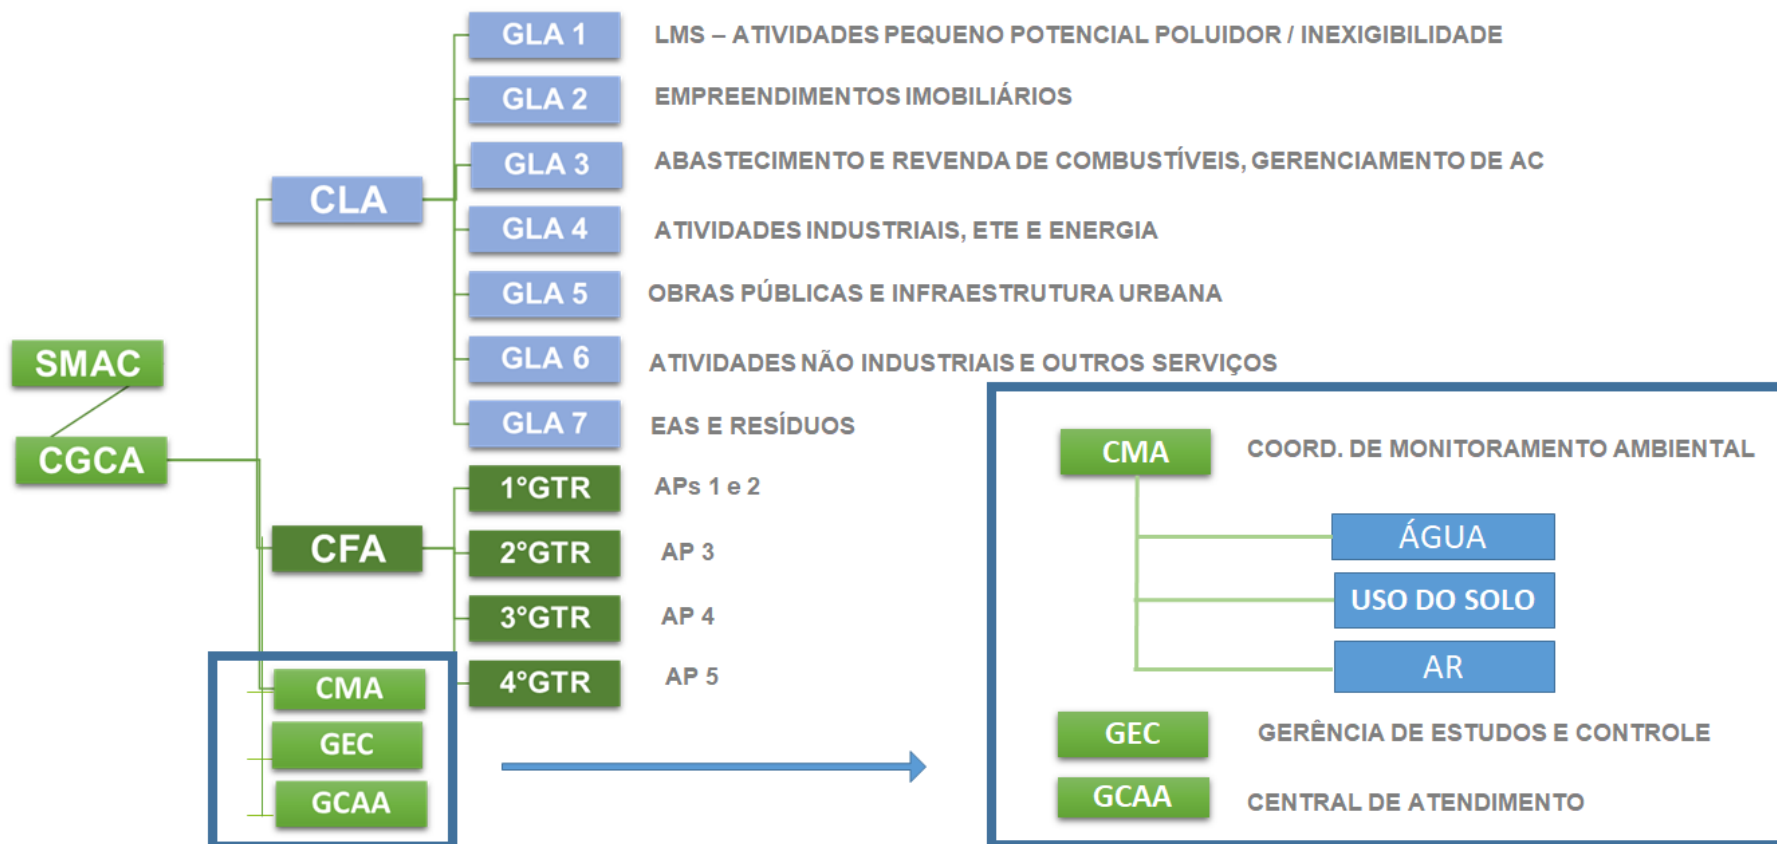 GLA 1 LMS – ATIVIDADES PEQUENO POTENCIAL POLUIDOR / INEXIGIBILIDADE
GLA 2 EMPREENDIMENTOS IMOBILIÁRIOS
GLA 3 ABASTECIMENTO E REVENDA DE COMBUSTÍVEIS, GERENCIAMENTO DE AC
CLA
GLA 4 ATIVIDADES INDUSTRIAIS, ETE E ENERGIA
GLA 5 OBRAS PÚBLICAS E INFRAESTRUTURA URBANA
GLA 6 ATIVIDADES NÃO INDUSTRIAIS E OUTROS SERVIÇOS
SMAC
GLA 7 EAS E RESÍDUOS
CGCA
1°GTR APs 1 e 2
CFA
2°GTR AP 3
3°GTR AP 4
4°GTR AP 5
CMA
GEC
GCAA
CMA COORD. DE MONITORAMENTO AMBIENTAL
ÁGUA
USO DO SOLO
AR
GEC GERÊNCIA DE ESTUDOS E CONTROLE
GCAA CENTRAL DE ATENDIMENTO